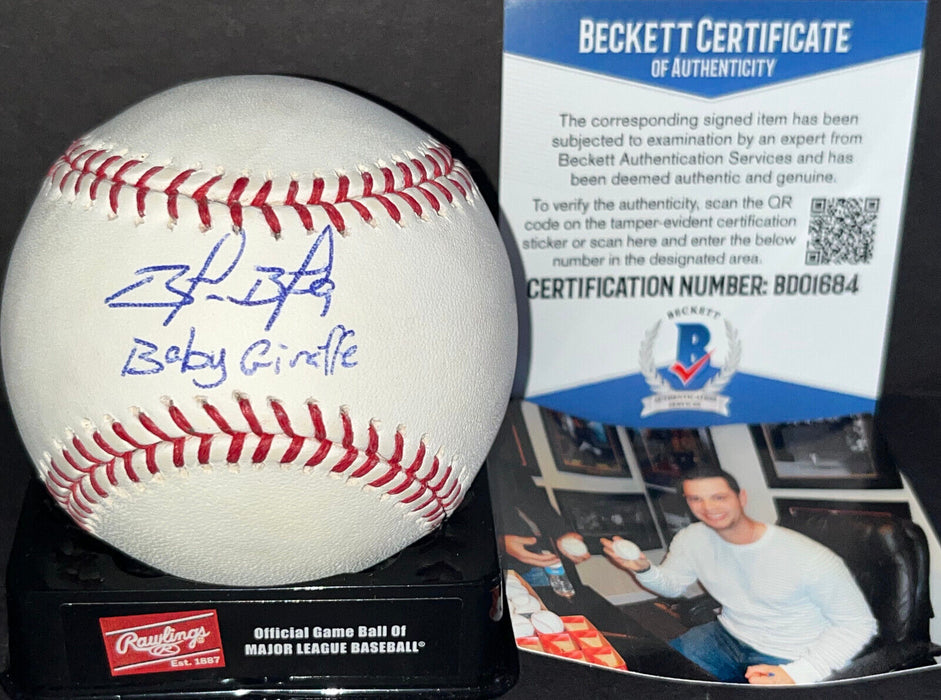 Baby Giraffe
Rawlings
Est. 1887
Official Game Ball Of
MAJOR LEAGUE BASEBALL®
BECKETT CERTIFICATE
OF AUTHENTICITY
The corresponding signed item has been
subjected to examination by an expert from
Beckett Authentication Services and has
been deemed authentic and genuine.
To verify the authenticity, scan the QR
code on the tamper-evident certification
sticker or scan here and enter the below
number in the designated area.
CERTIFICATION NUMBER: BD01684
BECKETT
B
AUTHENTICATION
SERVICES